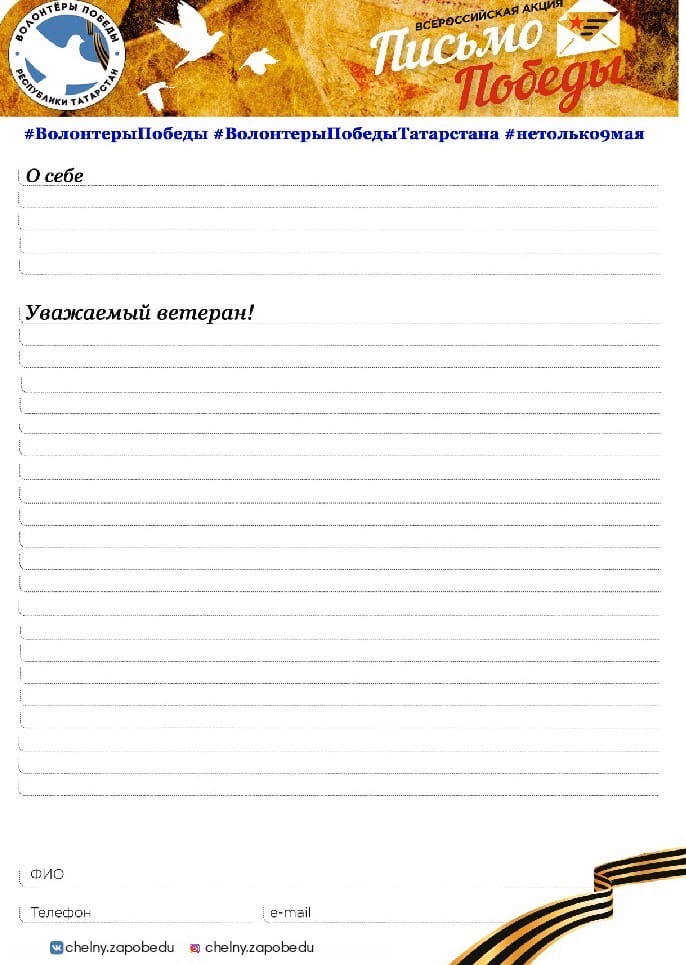 ВОЛОНТЁРЫ ПОБЕДЫ
РЕСПУБЛИКИ ТАТАРСТАН
ВСЕРОССИЙСКАЯ АКЦИЯ
Письмо
Победы
#ВолонтерыПобеды #ВолонтерыПобедыТатарстана #нетолько9мая
О себе
Уважаемый ветеран!
ФИО
Телефон
e-mail
chelny.zapobedu chelny.zapobedu